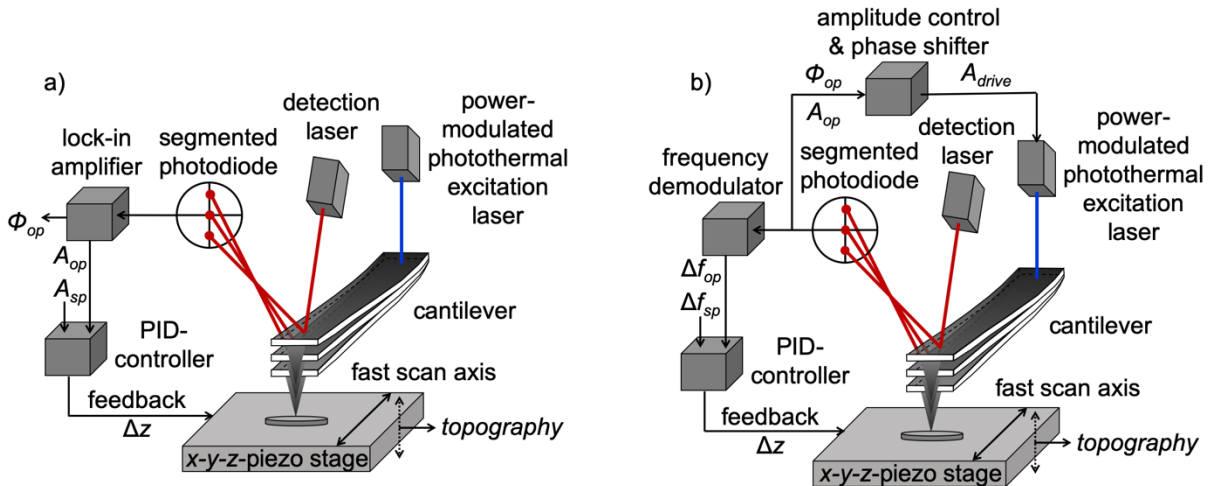 a)
lock-in
amplifier
segmented
photodiode
detection
laser
power-
modulated
photothermal
excitation
laser
Φop
Aop
Asp
PID-
controller
cantilever
feedback
Δz
fast scan axis
topography
x-y-z-piezo stage
b)
amplitude control
& phase shifter
Φop
Aop
Adrive
frequency
demodulator
segmented
photodiode
detection
laser
power-
modulated
photothermal
excitation
laser
Δfop
Δfsp
PID-
controller
cantilever
feedback
Δz
fast scan axis
topography
x-y-z-piezo stage